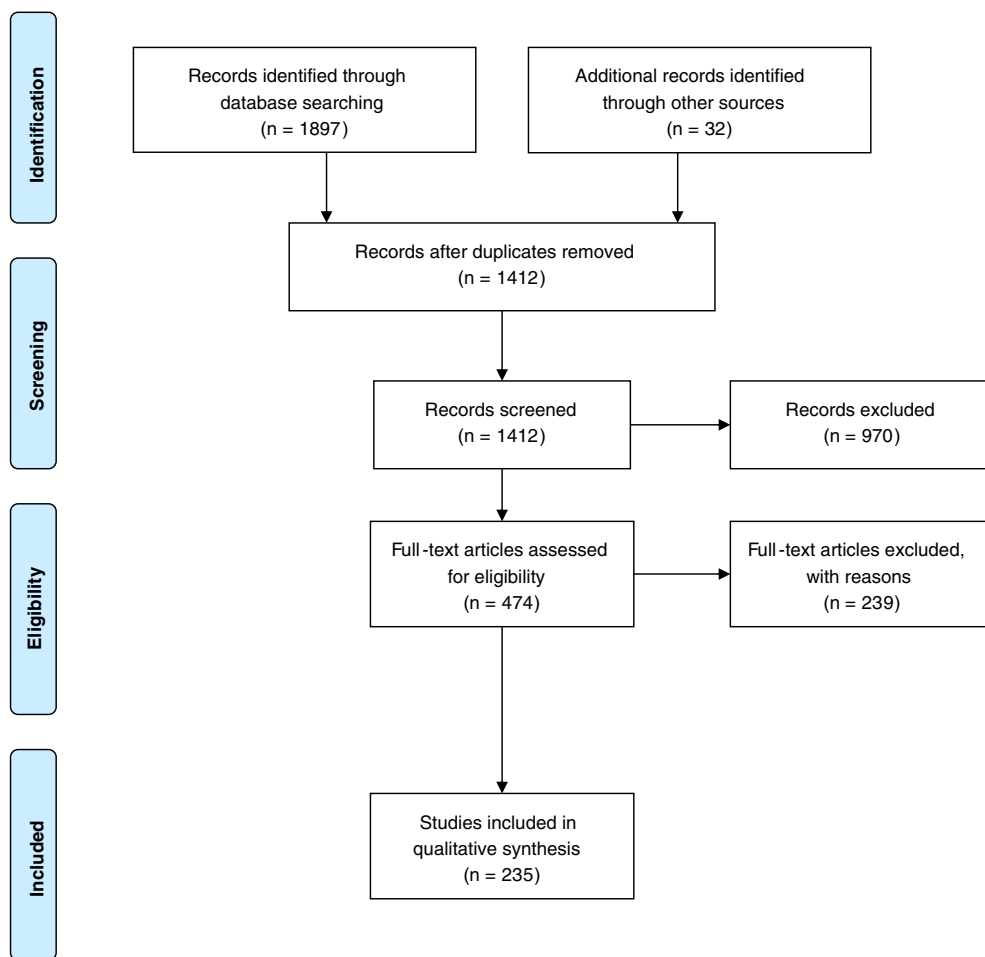 Identification
Records identified through
database searching
(n = 1897)
Additional records identified
through other sources
(n = 32)
Screening
Records after duplicates removed
(n = 1412)
Records screened
(n = 1412)
Records excluded
(n = 970)
Eligibility
Full-text articles assessed
for eligibility
(n = 474)
Full-text articles excluded,
with reasons
(n = 239)
Included
Studies included in
qualitative synthesis
(n = 235)